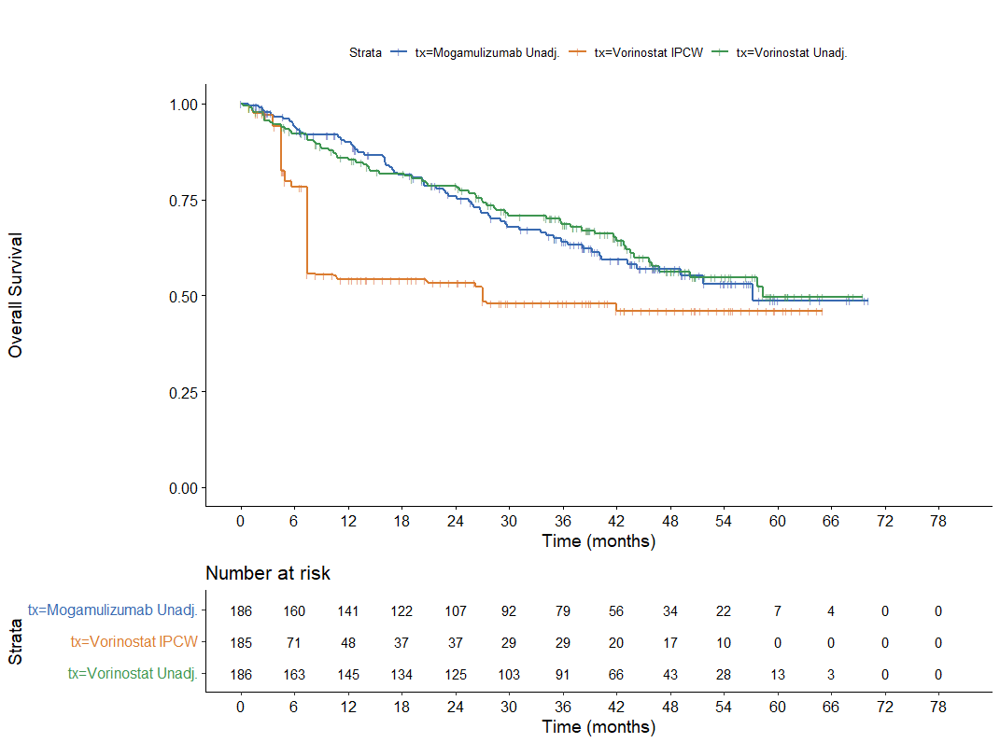 Strata tx=Mogamulizumab Unadj. tx=Vorinostat IPCW tx=Vorinostat Unadj.
1.00
0.75
0.50
0.25
0.00
Overall Survival
0 6 12 18 24 30 36 42 48 54 60 66 72 78
Time (months)
Number at risk
Strata
tx=Mogamulizumab Unadj. 186 160 141 122 107 92 79 56 34 22 7 4 0 0
tx=Vorinostat IPCW 185 71 48 37 37 29 29 20 17 10 0 0 0 0
tx=Vorinostat Unadj. 186 163 145 134 125 103 91 66 43 28 13 3 0 0
0 6 12 18 24 30 36 42 48 54 60 66 72 78
Time (months)